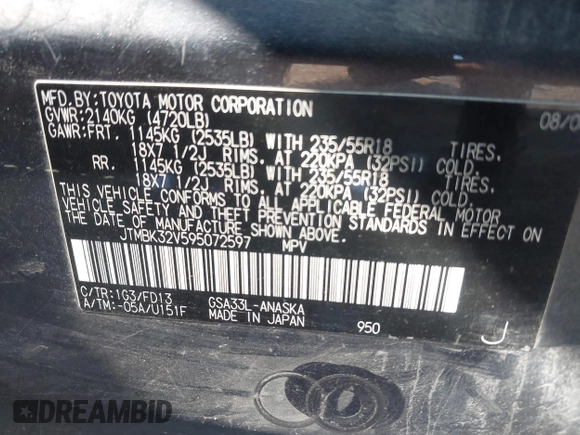 MFD.BY:TOYOTA MOTOR CORPORATION 08/0
GVWR:2140KG (4720LB)
GAWR:FRT. 1145KG (2535LB) WITH 235/55R18 TIRES.
18X7 1/2J RIMS. AT 220KPA (32PSI) COLD.
RR. 1145KG (2535LB) WITH 235/55R18 TIRES.
18X7 1/2J RIMS. AT 220KPA (32PSI) COLD.
THIS VEHICLE CONFORMS TO ALL APPLICABLE FEDERAL MOTOR
VEHICLE SAFETY AND THEFT PREVENTION STANDARDS IN EFFECT ON
THE DATE OF MANUFACTURE SHOWN ABOVE.
JTMBK32V595072597 MPV
C/TR:1G3/FD13 GSA33L-ANASKA
A/TM:-05A/U151F MADE IN JAPAN 950 J
DREAMBID